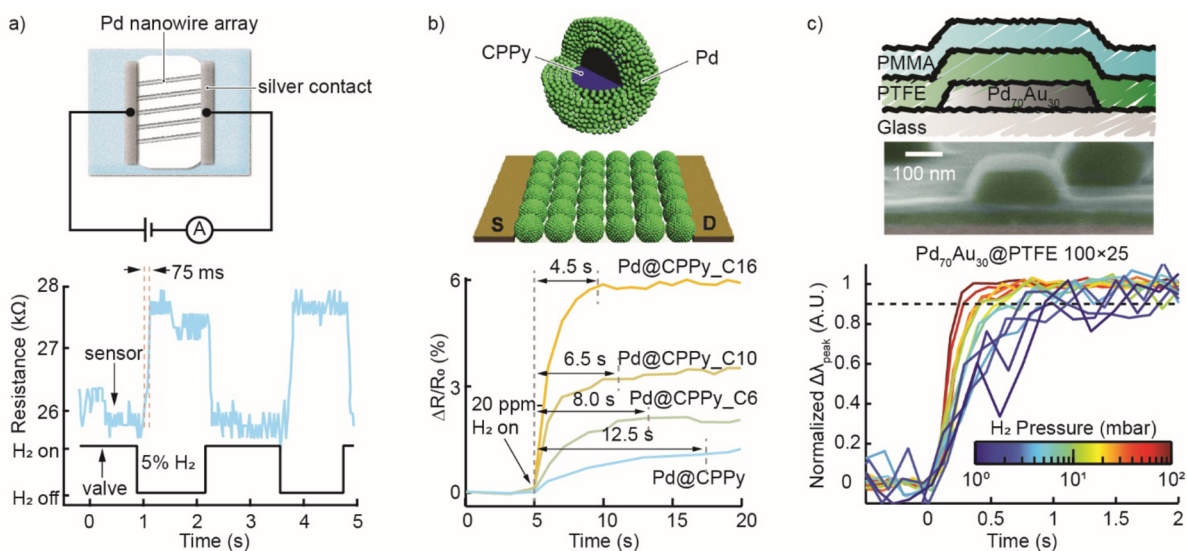 a)
Pd nanowire array
silver contact
A
75 ms
Resistance (kΩ)
28
27
26
sensor
H₂ on
5% H₂
valve
H₂ off
0 1 2 3 4 5
Time (s)
b)
CPPy
Pd
S
D
ΔR/R₀ (%)
6
3
0
4.5 s
Pd@CPPy_C16
6.5 s
Pd@CPPy_C10
8.0 s
Pd@CPPy_C6
20 ppm-
H₂ on
12.5 s
Pd@CPPy
0 5 10 15 20
Time (s)
c)
PMMA
PTFE
Pd₇₀Au₃₀
Glass
100 nm
Pd₇₀Au₃₀@PTFE 100×25
Normalized Δλpeak (A.U.)
1
0.8
0.6
0.4
0.2
0
H₂ Pressure (mbar)
10⁰ 10¹ 10²
0 0.5 1 1.5 2
Time (s)